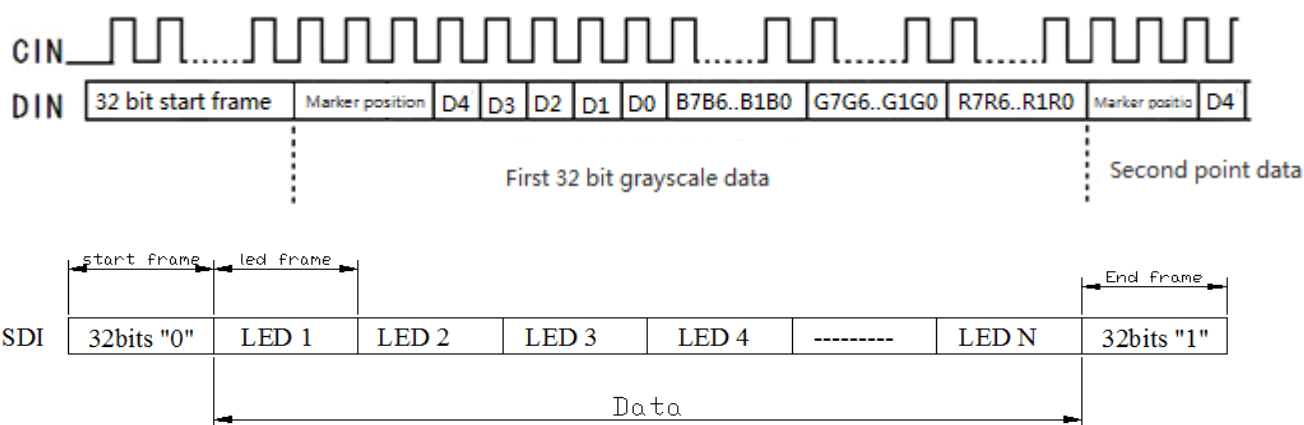 CIN
DIN 32 bit start frame Marker position D4 D3 D2 D1 D0 B7B6..B1B0 G7G6..G1G0 R7R6..R1R0 Marker positio D4
First 32 bit grayscale data Second point data
start frame led frame End frame
SDI 32bits "0" LED 1 LED 2 LED 3 LED 4 --------- LED N 32bits "1"
Data